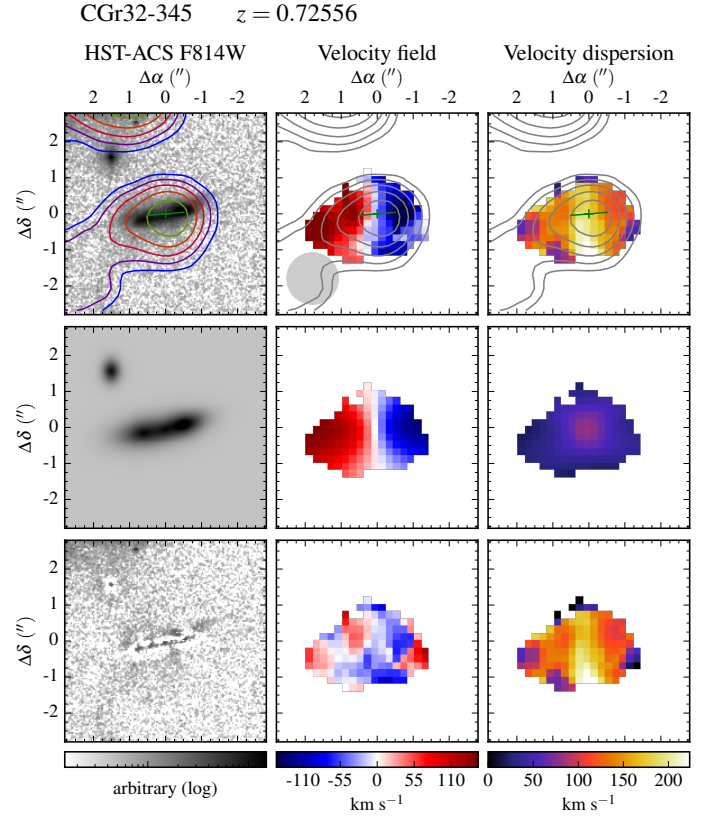 CGr32-345 z = 0.72556
HST-ACS F814W Velocity field Velocity dispersion
Δα (′′) Δα (′′) Δα (′′)
2 1 0 -1 -2 2 1 0 -1 -2 2 1 0 -1 -2
Δδ (′′)
2
1
0
-1
-2
Δδ (′′)
2
1
0
-1
-2
Δδ (′′)
2
1
0
-1
-2
arbitrary (log)
-110 -55 0 55 110
km s−1
0 50 100 150 200
km s−1